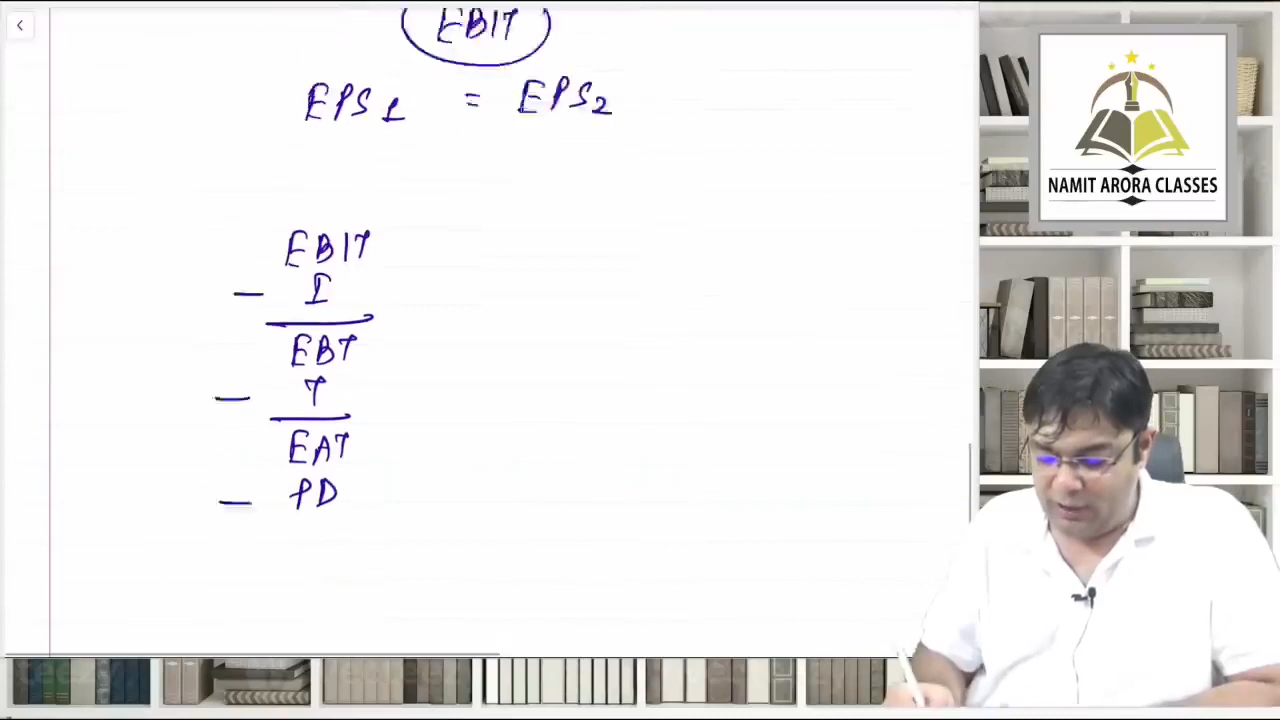 EBIT
EPS1 = EPS2
EBIT
- I
EBT
- T
EAT
- PD
NAMIT ARORA CLASSES